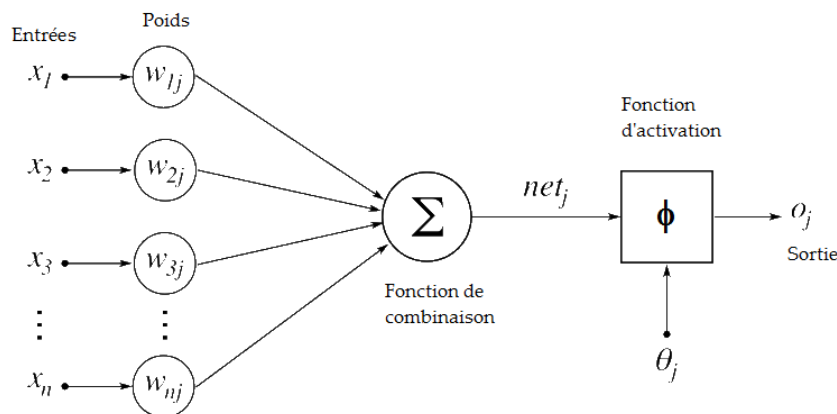 Entrées
Poids
x₁
w₁ⱼ
x₂
w₂ⱼ
x₃
w₃ⱼ
⋮
⋮
xₙ
wₙⱼ
Σ
Fonction de
combinaison
netⱼ
Fonction
d'activation
ϕ
θⱼ
oⱼ
Sortie